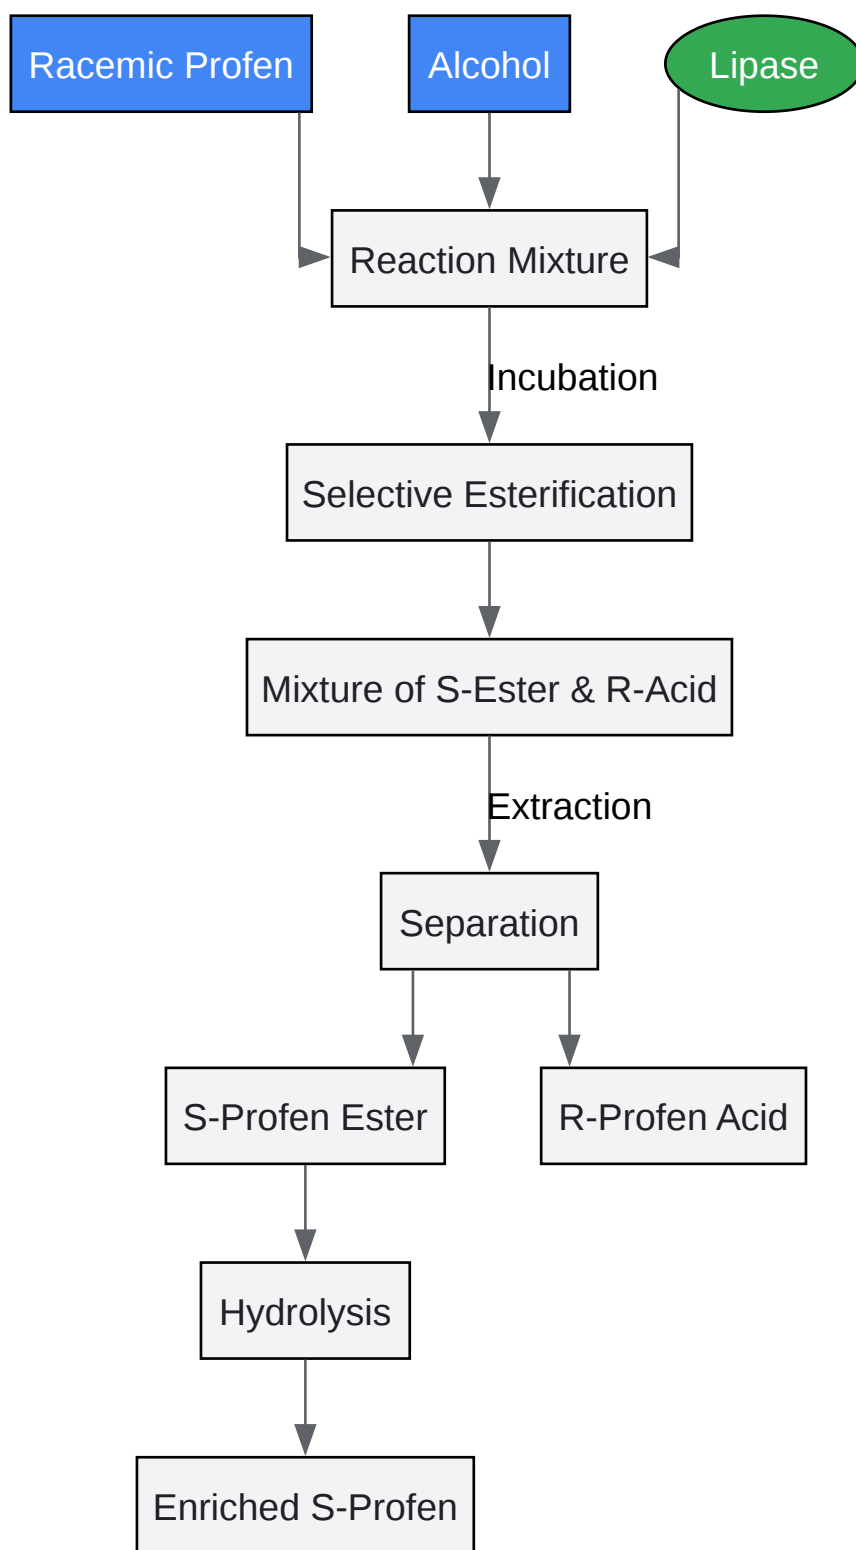 Racemic Profen
Alcohol
Lipase
Reaction Mixture
Incubation
Selective Esterification
Mixture of S-Ester & R-Acid
Extraction
Separation
S-Profen Ester
R-Profen Acid
Hydrolysis
Enriched S-Profen